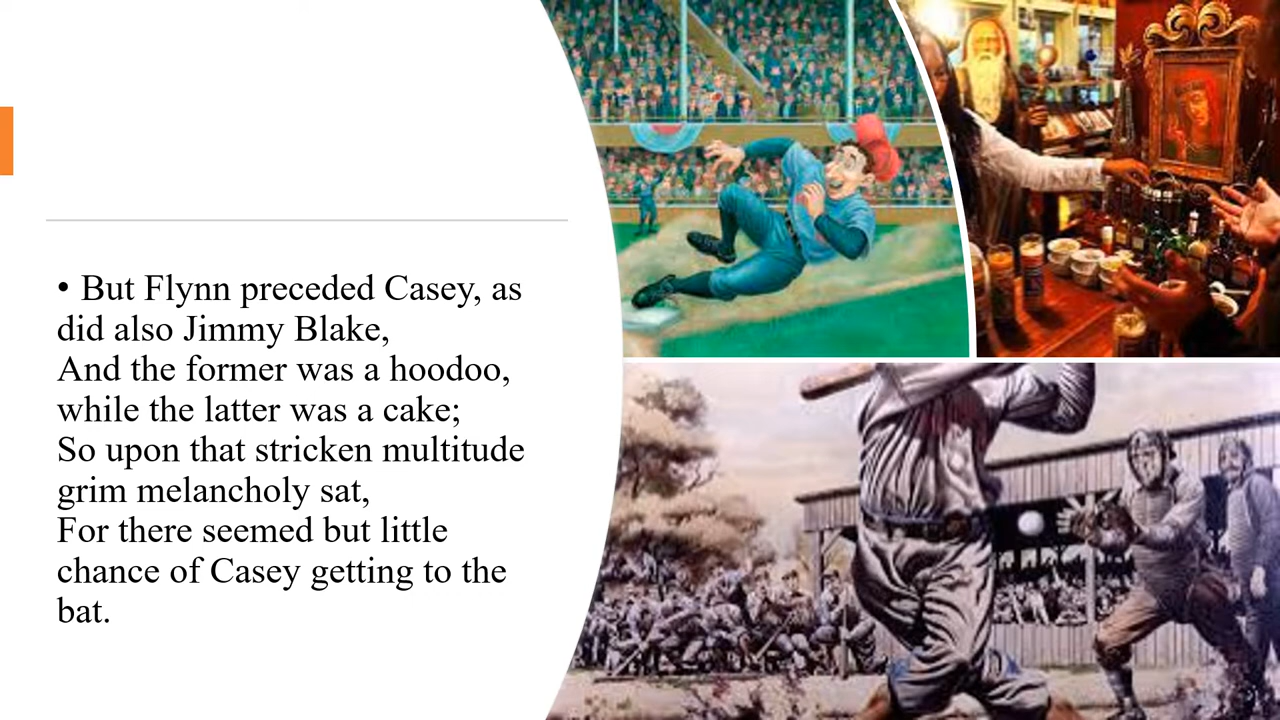 • But Flynn preceded Casey, as
did also Jimmy Blake,
And the former was a hoodoo,
while the latter was a cake;
So upon that stricken multitude
grim melancholy sat,
For there seemed but little
chance of Casey getting to the
bat.